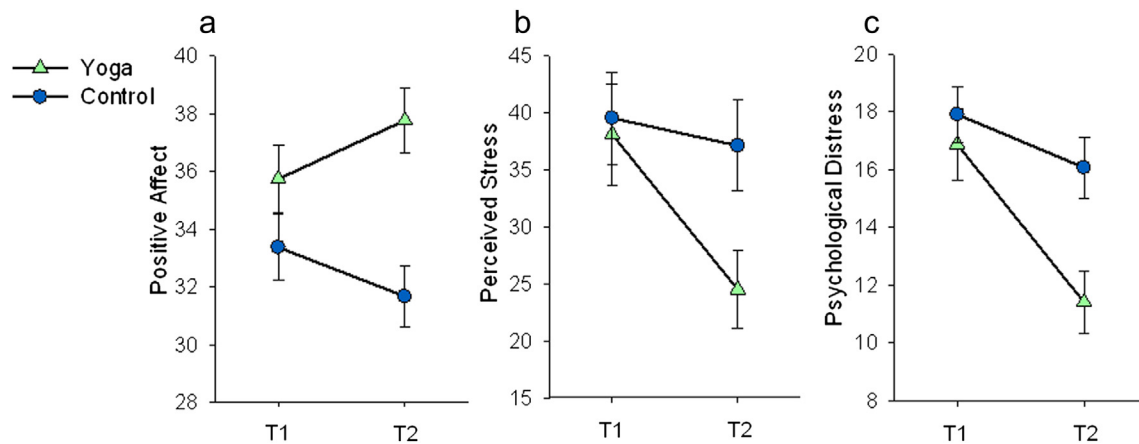 a
b
c
Yoga
Control
Positive Affect
40
38
36
34
32
30
28
T1
T2
Perceived Stress
45
40
35
30
25
20
15
T1
T2
Psychological Distress
20
18
16
14
12
10
8
T1
T2